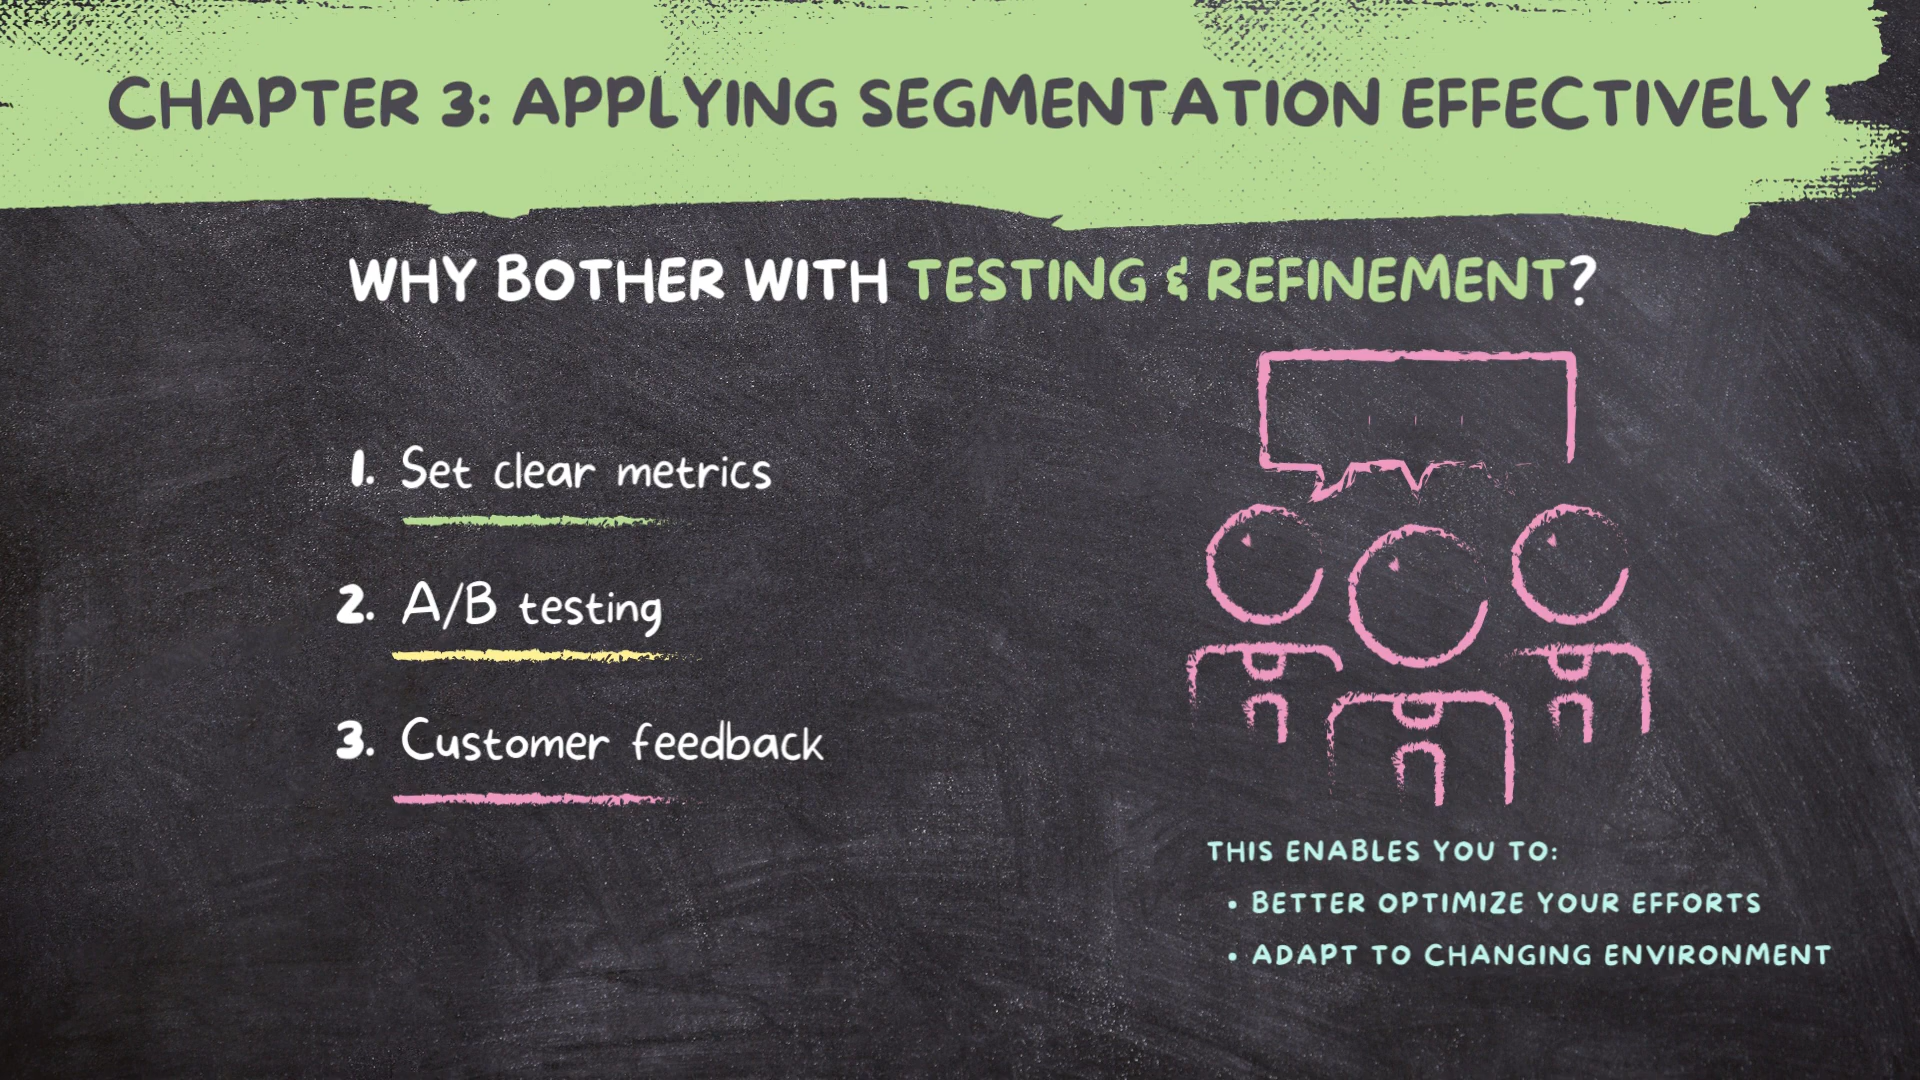 CHAPTER 3: APPLYING SEGMENTATION EFFECTIVELY
WHY BOTHER WITH TESTING & REFINEMENT?
1. Set clear metrics
2. A/B testing
3. Customer feedback
THIS ENABLES YOU TO:
• BETTER OPTIMIZE YOUR EFFORTS
• ADAPT TO CHANGING ENVIRONMENT